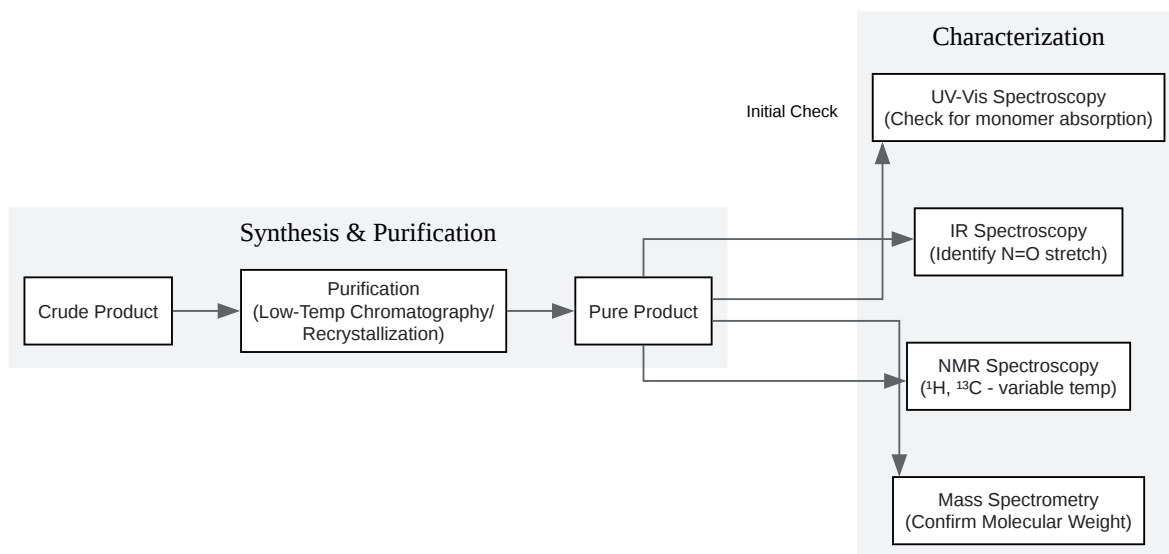 Characterization
UV-Vis Spectroscopy
(Check for monomer absorption)
Initial Check
IR Spectroscopy
(Identify N=O stretch)
Synthesis & Purification
Crude Product
Purification
(Low-Temp Chromatography/
Recrystallization)
Pure Product
NMR Spectroscopy
(¹H, ¹³C - variable temp)
Mass Spectrometry
(Confirm Molecular Weight)